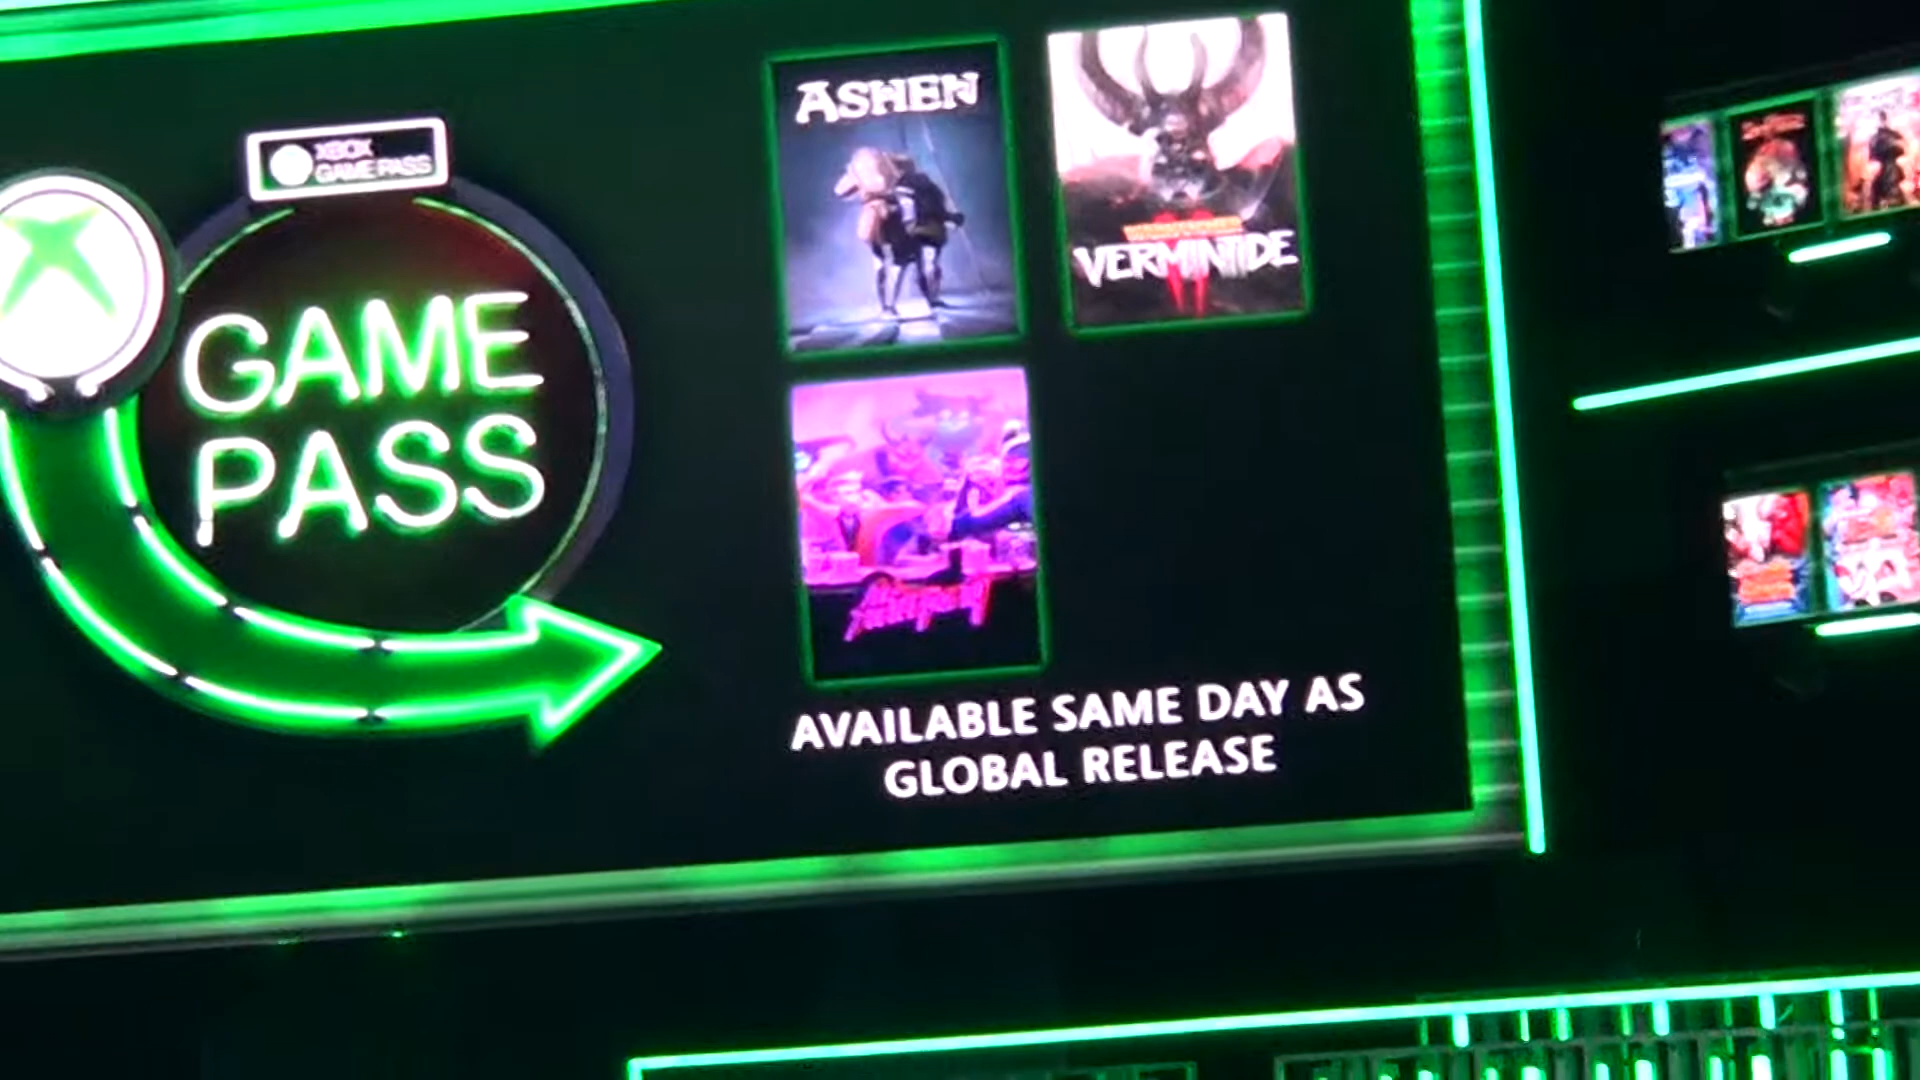 XBOX
GAME PASS
GAME
PASS
ASHEN
VERMINTIDE
II
AVAILABLE SAME DAY AS
GLOBAL RELEASE